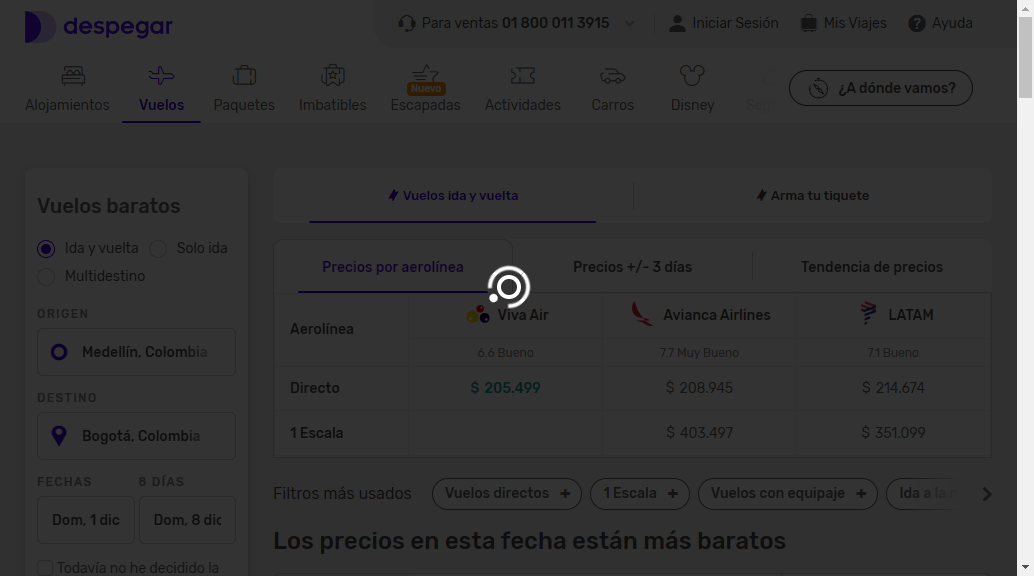 despegar
Para ventas 01 800 011 3915
Iniciar Sesión
Mis Viajes
Ayuda
Alojamientos
Vuelos
Paquetes
Imbatibles
Nuevo
Escapadas
Actividades
Carros
Disney
¿A dónde vamos?
Vuelos baratos
Ida y vuelta
Solo ida
Multidestino
ORIGEN
Medellín, Colombia
DESTINO
Bogotá, Colombia
FECHAS
8 DÍAS
Dom, 1 dic
Dom, 8 dic
Todavía no he decidido la
Vuelos ida y vuelta
Arma tu tiquete
Precios por aerolínea
Precios +/- 3 días
Tendencia de precios
Aerolínea
Viva Air
Avianca Airlines
LATAM
6.6 Bueno
7.7 Muy Bueno
7.1 Bueno
Directo
$ 205.499
$ 208.945
$ 214.674
1 Escala
$ 403.497
$ 351.099
Filtros más usados
Vuelos directos +
1 Escala +
Vuelos con equipaje +
Ida a la
Los precios en esta fecha están más baratos